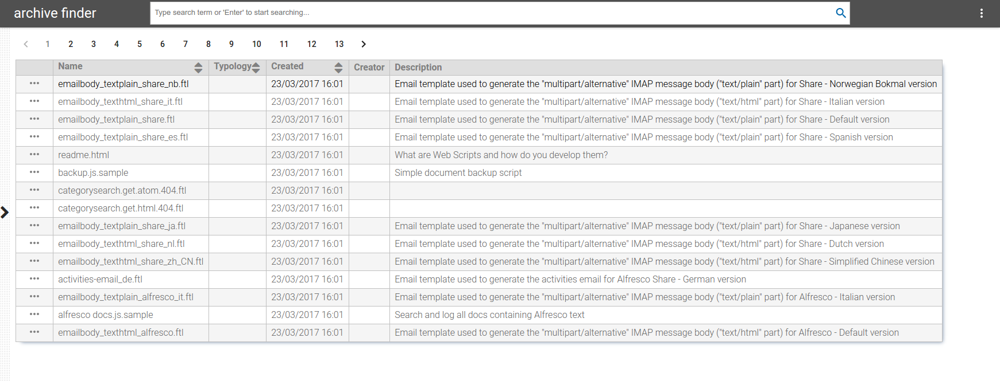 archive finder
Type search term or 'Enter' to start searching...
1 2 3 4 5 6 7 8 9 10 11 12 13
Name Typology Created Creator Description
emailbody_textplain_share_nb.ftl 23/03/2017 16:01 Email template used to generate the "multipart/alternative" IMAP message body ("text/plain" part) for Share - Norwegian Bokmal version
emailbody_texthtml_share_it.ftl 23/03/2017 16:01 Email template used to generate the "multipart/alternative" IMAP message body ("text/html" part) for Share - Italian version
emailbody_textplain_share.ftl 23/03/2017 16:01 Email template used to generate the "multipart/alternative" IMAP message body ("text/plain" part) for Share - Default version
emailbody_textplain_share_es.ftl 23/03/2017 16:01 Email template used to generate the "multipart/alternative" IMAP message body ("text/plain" part) for Share - Spanish version
readme.html 23/03/2017 16:01 What are Web Scripts and how do you develop them?
backup.js.sample 23/03/2017 16:01 Simple document backup script
categorysearch.get.atom.404.ftl 23/03/2017 16:01
categorysearch.get.html.404.ftl 23/03/2017 16:01
emailbody_textplain_share_ja.ftl 23/03/2017 16:01 Email template used to generate the "multipart/alternative" IMAP message body ("text/plain" part) for Share - Japanese version
emailbody_texthtml_share_nl.ftl 23/03/2017 16:01 Email template used to generate the "multipart/alternative" IMAP message body ("text/html" part) for Share - Dutch version
emailbody_texthtml_share_zh_CN.ftl 23/03/2017 16:01 Email template used to generate the "multipart/alternative" IMAP message body ("text/html" part) for Share - Simplified Chinese version
activities-email_de.ftl 23/03/2017 16:01 Email template used to generate the activities email for Alfresco Share - German version
emailbody_textplain_alfresco_it.ftl 23/03/2017 16:01 Email template used to generate the "multipart/alternative" IMAP message body ("text/plain" part) for Alfresco - Italian version
alfresco docs.js.sample 23/03/2017 16:01 Search and log all docs containing Alfresco text
emailbody_texthtml_alfresco.ftl 23/03/2017 16:01 Email template used to generate the "multipart/alternative" IMAP message body ("text/html" part) for Alfresco - Default version